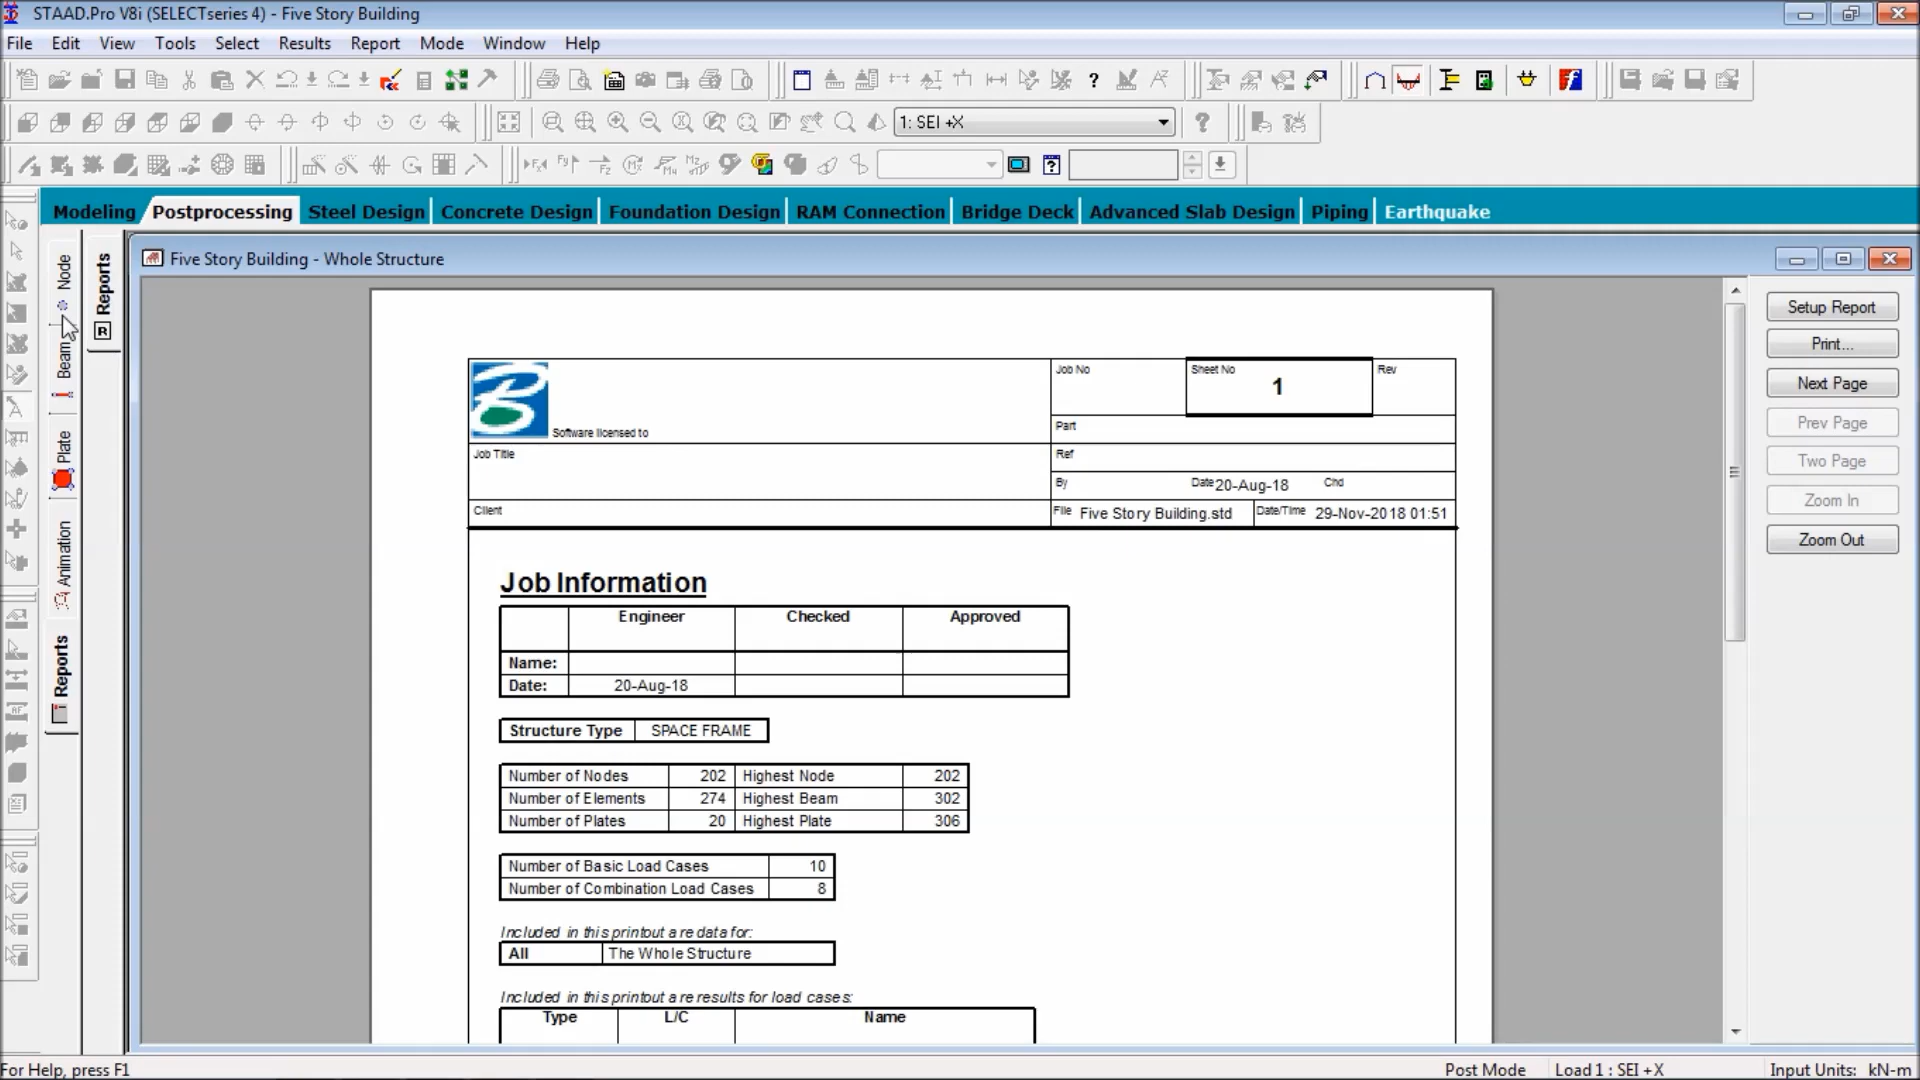 STAAD.Pro V8i (SELECTseries 4) - Five Story Building
File Edit View Tools Select Results Report Mode Window Help
1: SEI +X
Modeling Postprocessing Steel Design Concrete Design Foundation Design RAM Connection Bridge Deck Advanced Slab Design Piping Earthquake
Node
Beam
Plate
Animation
Reports
Reports
Five Story Building - Whole Structure
Setup Report
Print...
Next Page
Prev Page
Two Page
Zoom In
Zoom Out
Software licensed to
Job No
Sheet No
1
Rev
Part
Job Title
Ref
By
Date 20-Aug-18
Chd
Client
File Five Story Building.std
Date/Time 29-Nov-2018 01:51
Job Information
Engineer Checked Approved
Name:
Date: 20-Aug-18
Structure Type SPACE FRAME
Number of Nodes 202 Highest Node 202
Number of Elements 274 Highest Beam 302
Number of Plates 20 Highest Plate 306
Number of Basic Load Cases 10
Number of Combination Load Cases 8
Included in this printout are data for:
All The Whole Structure
Included in this printout are results for load cases:
Type L/C Name
For Help, press F1
Post Mode
Load 1 : SEI +X
Input Units: kN-m